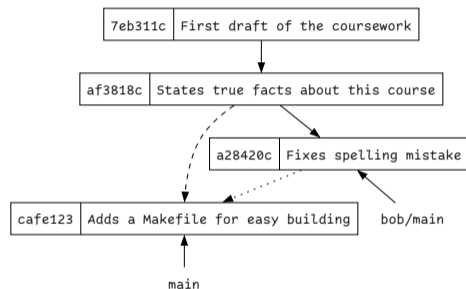 7eb311c First draft of the coursework
af3818c States true facts about this course
a28420c Fixes spelling mistake
cafe123 Adds a Makefile for easy building
bob/main
main